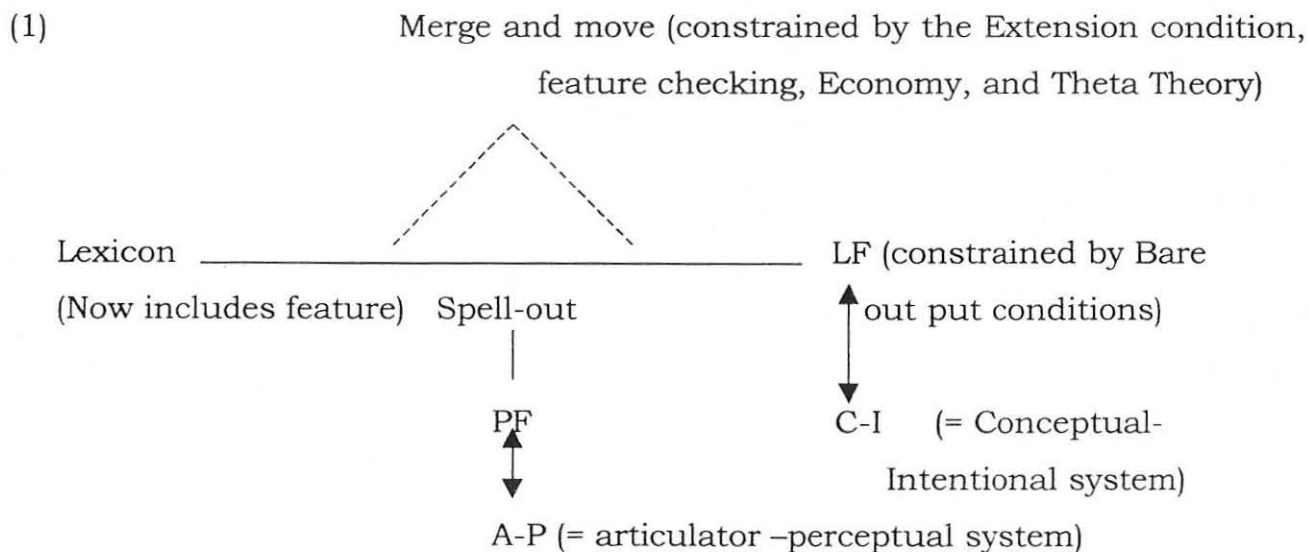 (1) Merge and move (constrained by the Extension condition,
feature checking, Economy, and Theta Theory)
Lexicon LF (constrained by Bare
(Now includes feature) Spell-out out put conditions)
PF C-I (= Conceptual-
Intentional system)
A-P (= articulator –perceptual system)